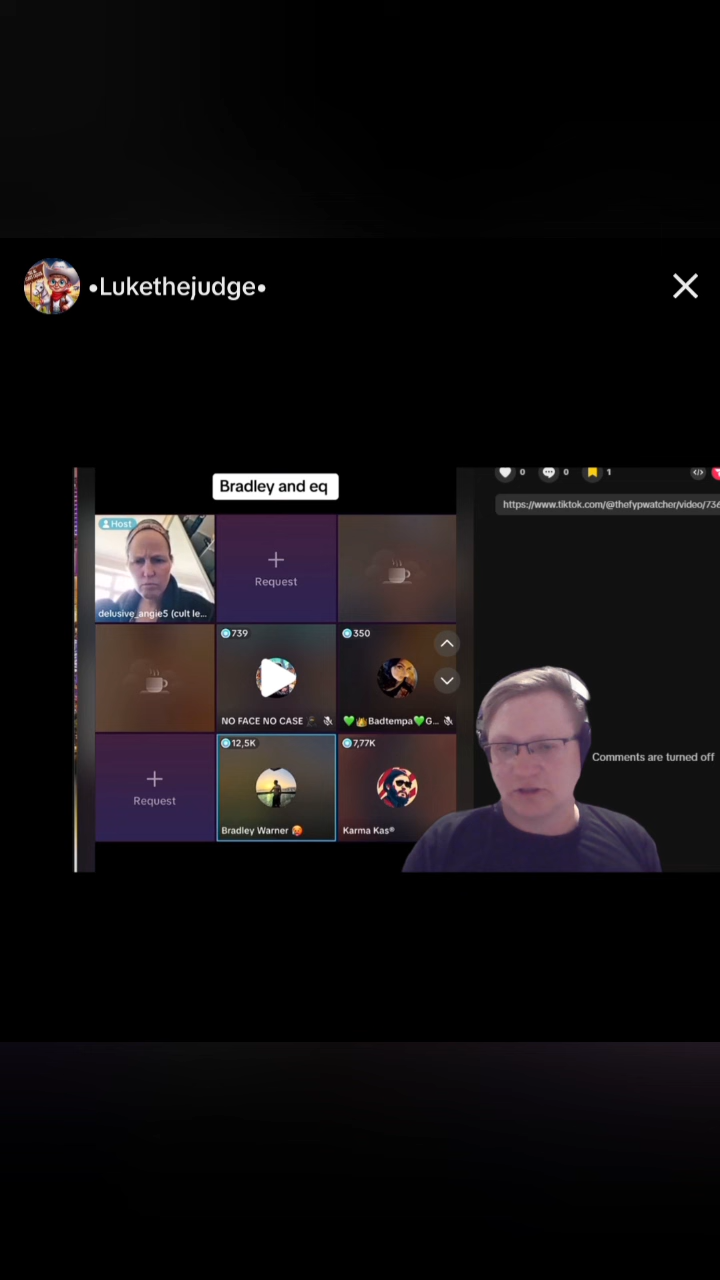 •Lukethejudge•
Bradley and eq
0 0 1
https://www.tiktok.com/@thefypwatcher/video/736
Host
delusive_angie5 (cult le...
Request
739
NO FACE NO CASE
350
💚👑Badtempa💚G...
Request
12,5K
Bradley Warner 🥵
7,77K
Karma Kas®
Comments are turned off